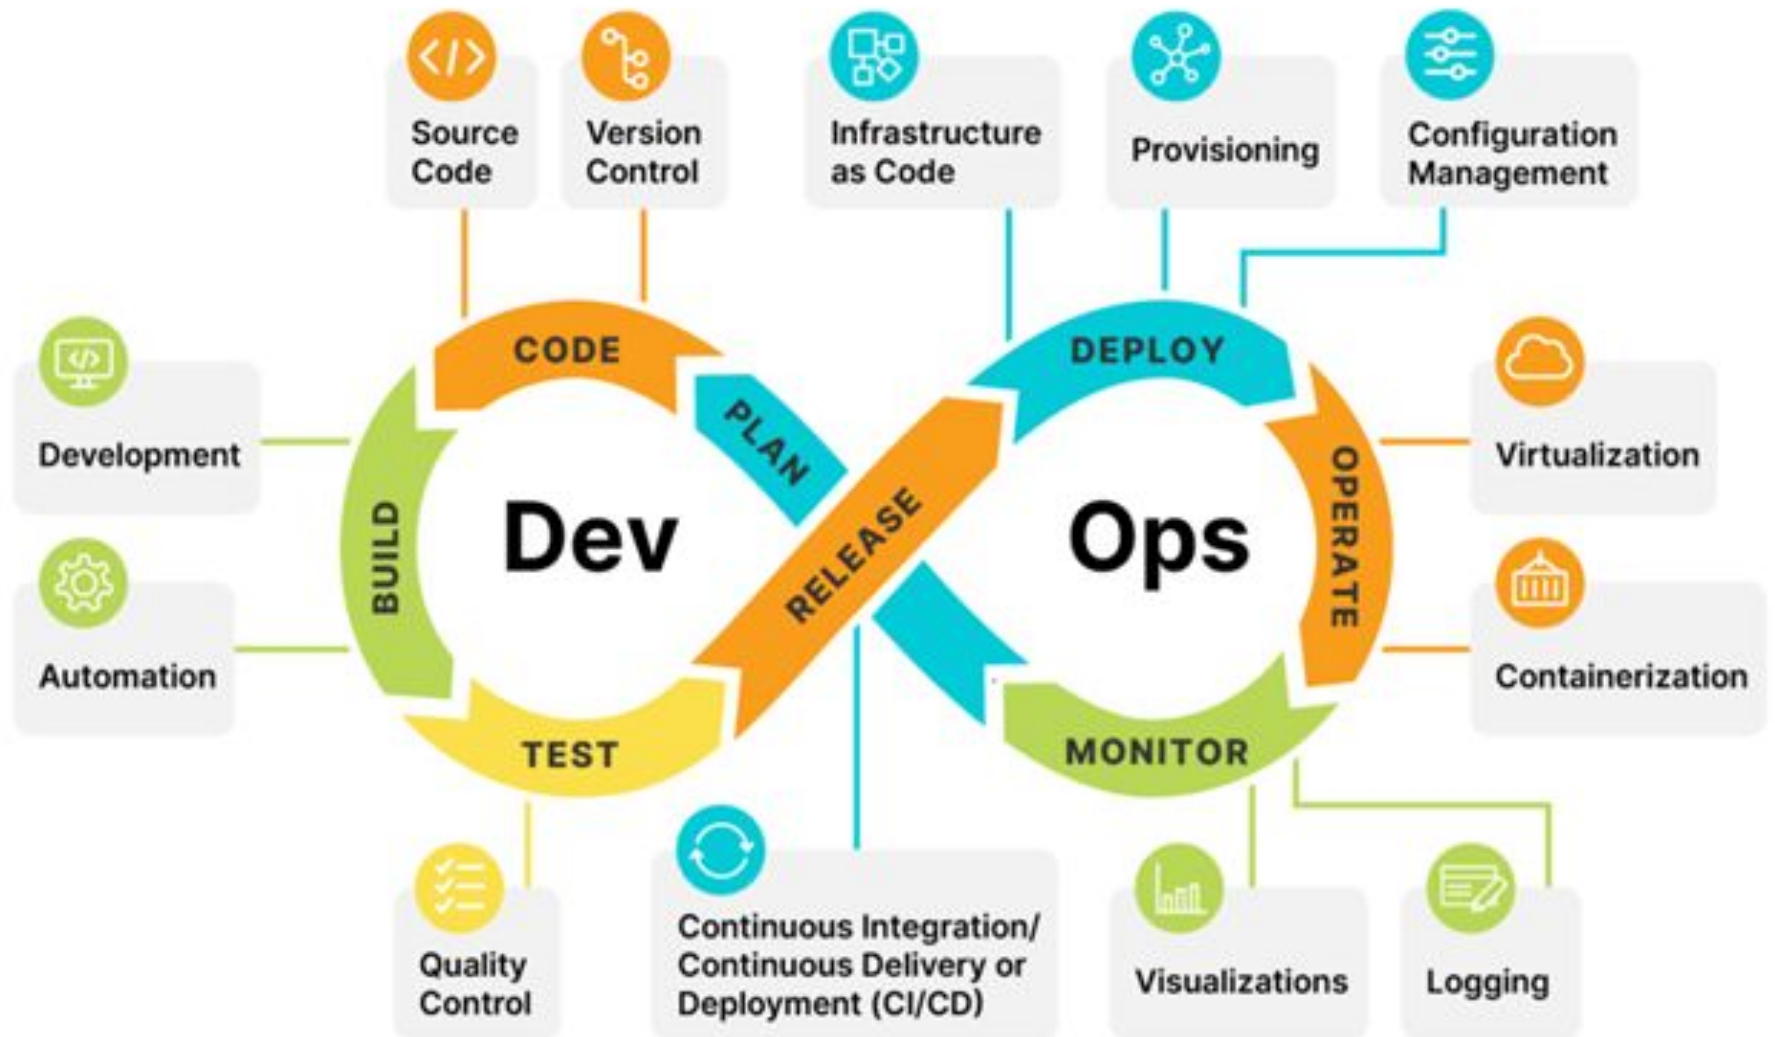 Source
Code
Version
Control
Infrastructure
as Code
Provisioning
Configuration
Management
CODE
DEPLOY
Development
PLAN
Virtualization
BUILD
Dev
RELEASE
Ops
OPERATE
Automation
Containerization
TEST
MONITOR
Quality
Control
Continuous Integration/
Continuous Delivery or
Deployment (CI/CD)
Visualizations
Logging